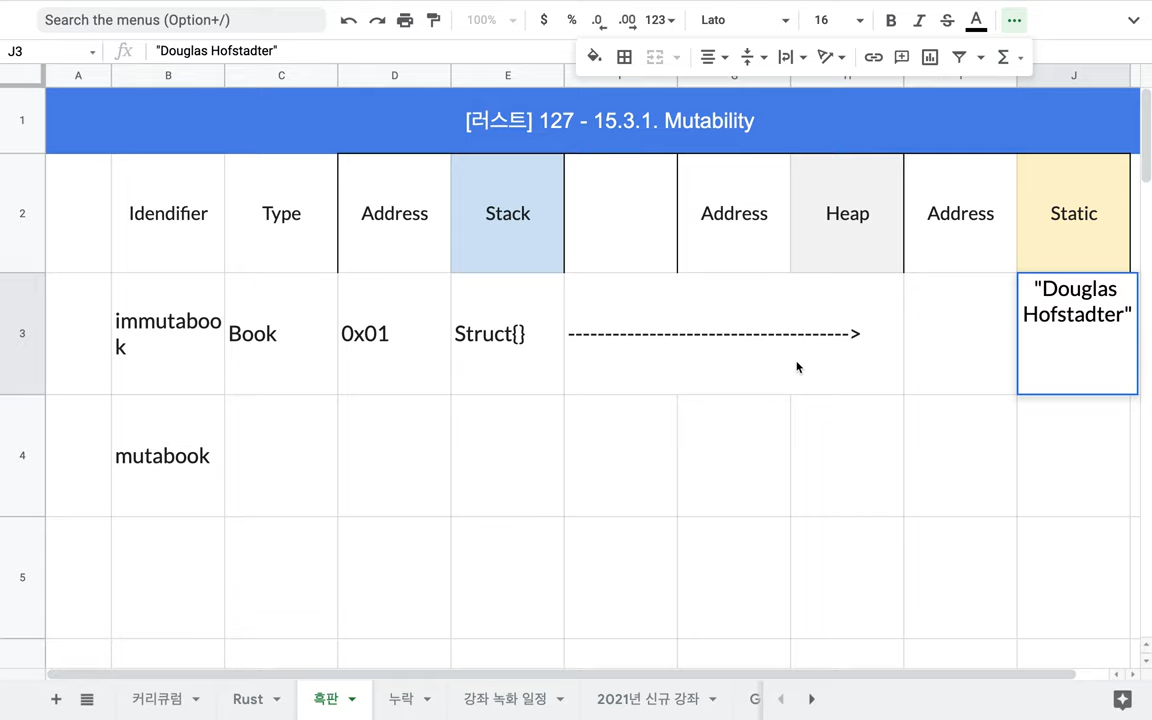 Search the menus (Option+/)
100%
$ % .0 .00 123
Lato
16
B I S A
J3
fx
"Douglas Hofstadter"
A B C D E J
1
[러스트] 127 - 15.3.1. Mutability
2
Idendifier
Type
Address
Stack
Address
Heap
Address
Static
3
immutaboo
k
Book
0x01
Struct{}
-------------------------------------->
"Douglas
Hofstadter"
4
mutabook
5
커리큘럼
Rust
흑판
누락
강좌 녹화 일정
2021년 신규 강좌
G